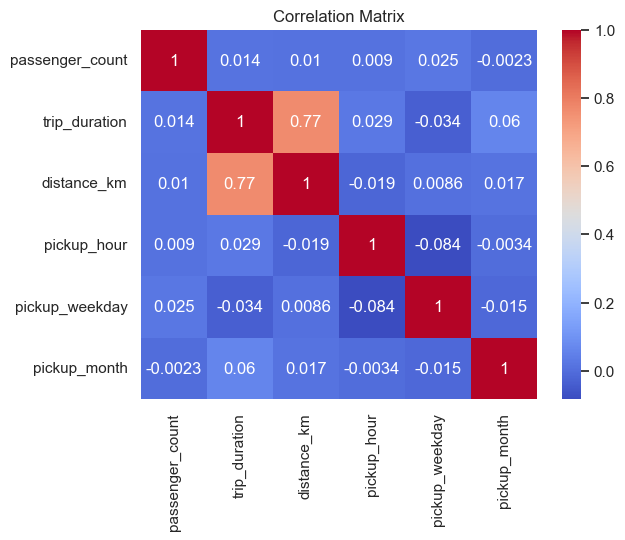 Correlation Matrix
passenger_count 1 0.014 0.01 0.009 0.025 -0.0023
trip_duration 0.014 1 0.77 0.029 -0.034 0.06
distance_km 0.01 0.77 1 -0.019 0.0086 0.017
pickup_hour 0.009 0.029 -0.019 1 -0.084 -0.0034
pickup_weekday 0.025 -0.034 0.0086 -0.084 1 -0.015
pickup_month -0.0023 0.06 0.017 -0.0034 -0.015 1
passenger_count
trip_duration
distance_km
pickup_hour
pickup_weekday
pickup_month
1.0
0.8
0.6
0.4
0.2
0.0